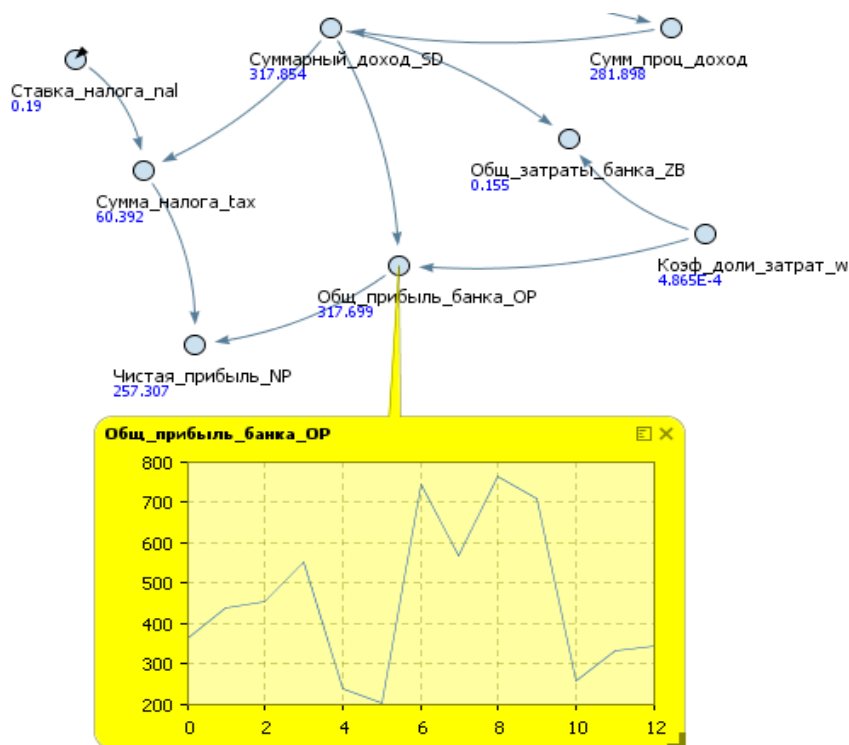 Суммарный_доход_SD
317.854
Сумм_проц_доход
281.898
Ставка_налога_nal
0.19
Общ_затраты_банка_ZB
0.155
Сумма_налога_tax
60.392
Коэф_доли_затрат_w
4.865E-4
Общ_прибыль_банка_OP
317.699
Чистая_прибыль_NP
257.307
Общ_прибыль_банка_OP
800
700
600
500
400
300
200
0 2 4 6 8 10 12